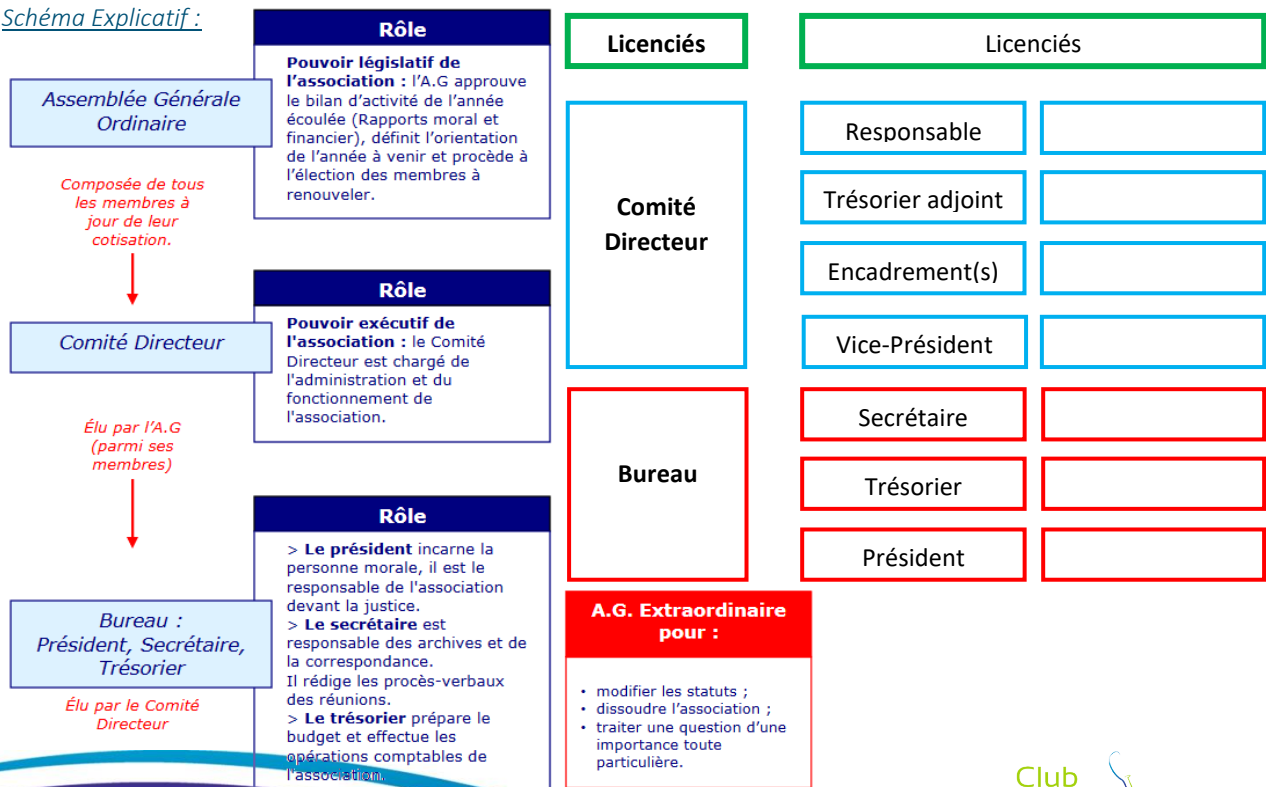 Schéma Explicatif :
Assemblée Générale
Ordinaire
Composée de tous
les membres à
jour de leur
cotisation.
Comité Directeur
Élu par l'A.G
(parmi ses
membres)
Bureau :
Président, Secrétaire,
Trésorier
Élu par le Comité
Directeur
Rôle
Pouvoir législatif de
l'association : l'A.G approuve
le bilan d'activité de l'année
écoulée (Rapports moral et
financier), définit l'orientation
de l'année à venir et procède à
l'élection des membres à
renouveler.
Rôle
Pouvoir exécutif de
l'association : le Comité
Directeur est chargé de
l'administration et du
fonctionnement de
l'association.
Rôle
> Le président incarne la
personne morale, il est le
responsable de l'association
devant la justice.
> Le secrétaire est
responsable des archives et de
la correspondance.
Il rédige les procès-verbaux
des réunions.
> Le trésorier prépare le
budget et effectue les
opérations comptables de
l'association.
Licenciés
Comité
Directeur
Bureau
A.G. Extraordinaire
pour :
• modifier les statuts ;
• dissoudre l'association ;
• traiter une question d'une
importance toute
particulière.
Licenciés
Responsable
Trésorier adjoint
Encadrement(s)
Vice-Président
Secrétaire
Trésorier
Président
Club